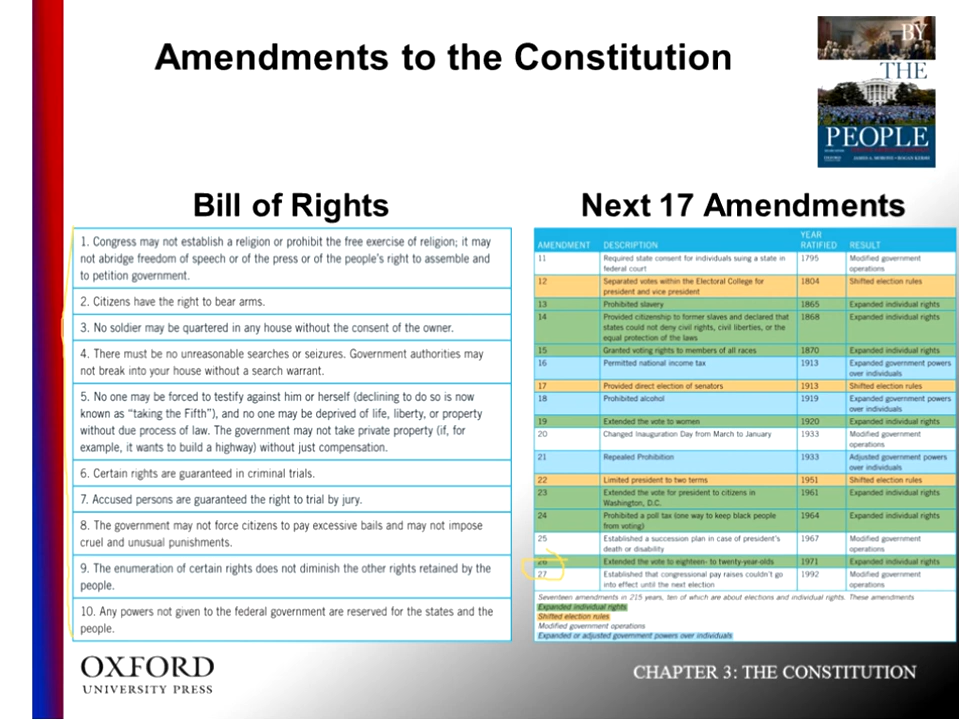 Amendments to the Constitution
BY
THE
PEOPLE
Bill of Rights
1. Congress may not establish a religion or prohibit the free exercise of religion; it may
not abridge freedom of speech or of the press or of the people's right to assemble and
to petition government.
2. Citizens have the right to bear arms.
3. No soldier may be quartered in any house without the consent of the owner.
4. There must be no unreasonable searches or seizures. Government authorities may
not break into your house without a search warrant.
5. No one may be forced to testify against him or herself (declining to do so is now
known as "taking the Fifth"), and no one may be deprived of life, liberty, or property
without due process of law. The government may not take private property (if, for
example, it wants to build a highway) without just compensation.
6. Certain rights are guaranteed in criminal trials.
7. Accused persons are guaranteed the right to trial by jury.
8. The government may not force citizens to pay excessive bails and may not impose
cruel and unusual punishments.
9. The enumeration of certain rights does not diminish the other rights retained by the
people.
10. Any powers not given to the federal government are reserved for the states and the
people.
Next 17 Amendments
YEAR
AMENDMENT DESCRIPTION RATIFIED RESULT
11 Required state consent for individuals suing a state in 1795 Modified government
federal court operations
12 Separated votes within the Electoral College for 1804 Shifted election rules
president and vice president
13 Prohibited slavery 1865 Expanded individual rights
14 Provided citizenship to former slaves and declared that 1868 Expanded individual rights
states could not deny civil rights, civil liberties, or the
equal protection of the laws
15 Granted voting rights to members of all races 1870 Expanded individual rights
16 Permitted national income tax 1913 Expanded government powers
over individuals
17 Provided direct election of senators 1913 Shifted election rules
18 Prohibited alcohol 1919 Expanded government powers
over individuals
19 Extended the vote to women 1920 Expanded individual rights
20 Changed Inauguration Day from March to January 1933 Modified government
operations
21 Repealed Prohibition 1933 Adjusted government powers
over individuals
22 Limited president to two terms 1951 Shifted election rules
23 Extended the vote for president to citizens in 1961 Expanded individual rights
Washington, D.C.
24 Prohibited a poll tax (one way to keep black people 1964 Expanded individual rights
from voting)
25 Established a succession plan in case of president's 1967 Modified government
death or disability operations
26 Extended the vote to eighteen- to twenty-year-olds 1971 Expanded individual rights
27 Established that congressional pay raises couldn't go 1992 Modified government
into effect until the next election operations
Seventeen amendments in 215 years, ten of which are about elections and individual rights. These amendments
Expanded individual rights
Shifted election rules
Modified government operations
Expanded or adjusted government powers over individuals
OXFORD
UNIVERSITY PRESS
CHAPTER 3: THE CONSTITUTION